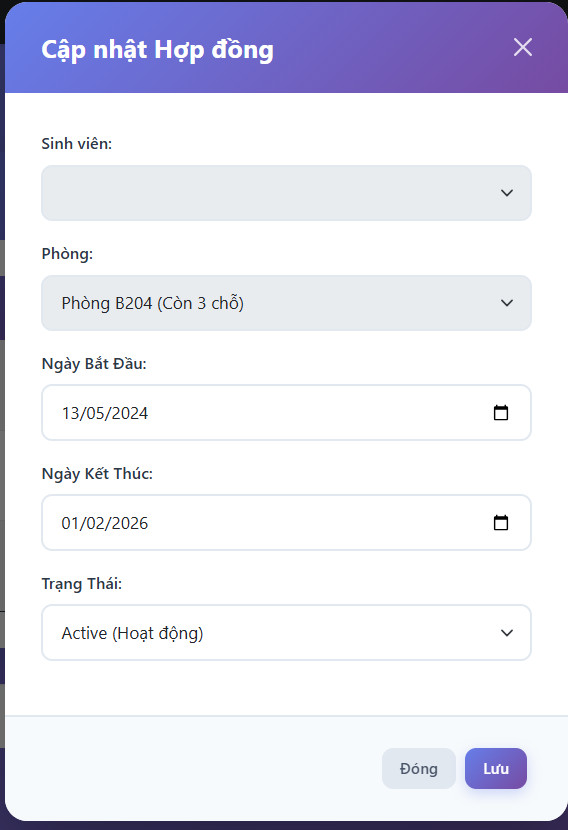 Cập nhật Hợp đồng
Sinh viên:
Phòng:
Phòng B204 (Còn 3 chỗ)
Ngày Bắt Đầu:
13/05/2024
Ngày Kết Thúc:
01/02/2026
Trạng Thái:
Active (Hoạt động)
Đóng
Lưu